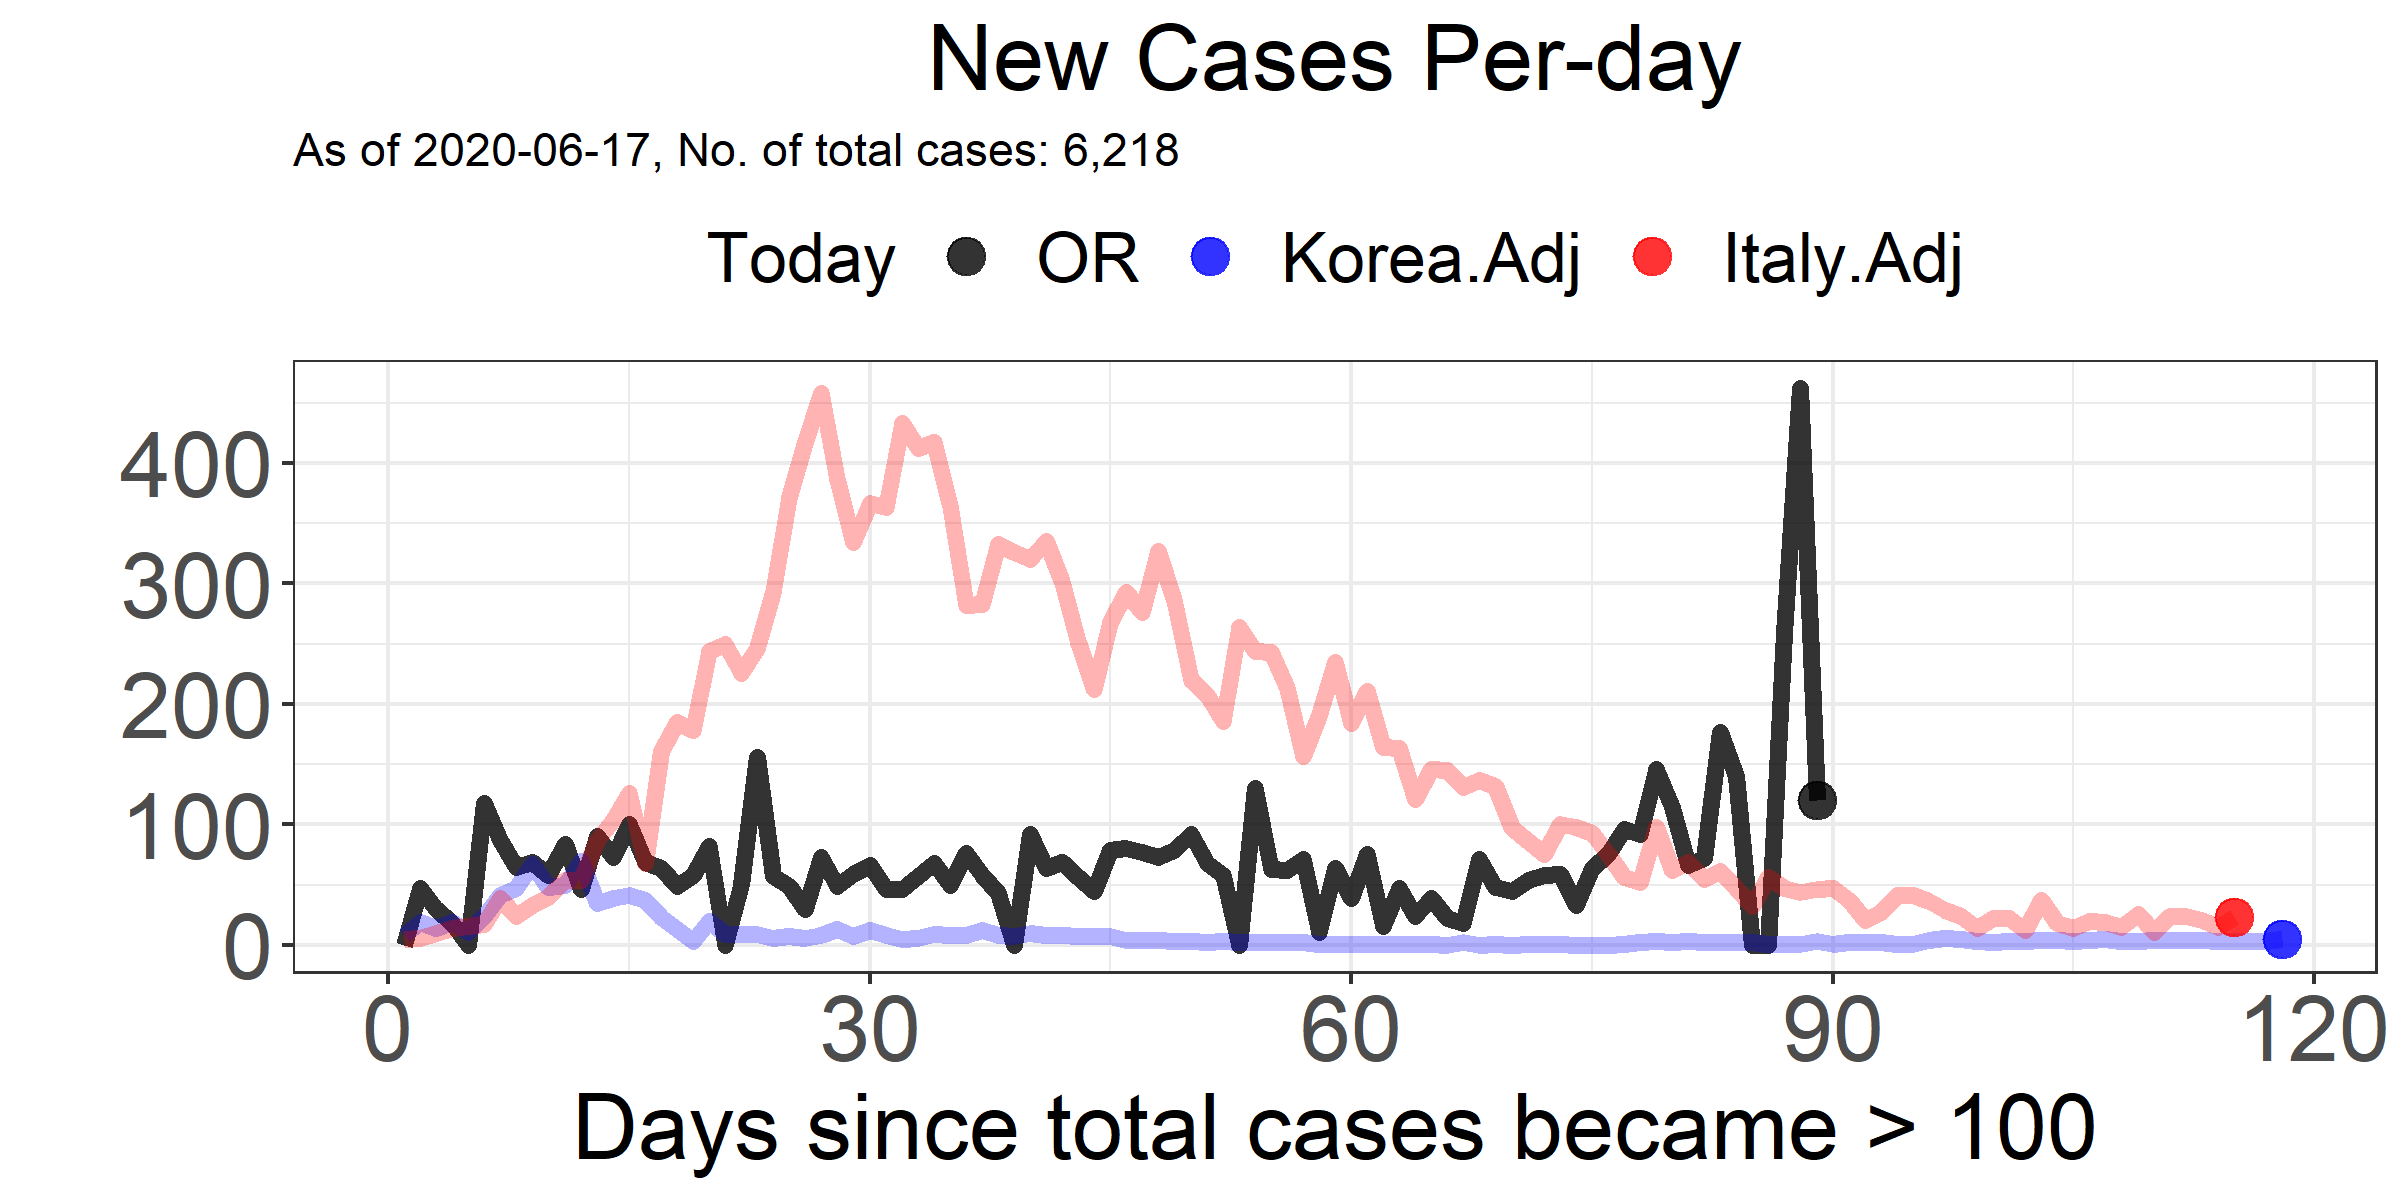 New Cases Per-day
As of 2020-06-17, No. of total cases: 6,218
Today OR Korea.Adj Italy.Adj
400
300
200
100
0
0 30 60 90 120
Days since total cases became > 100